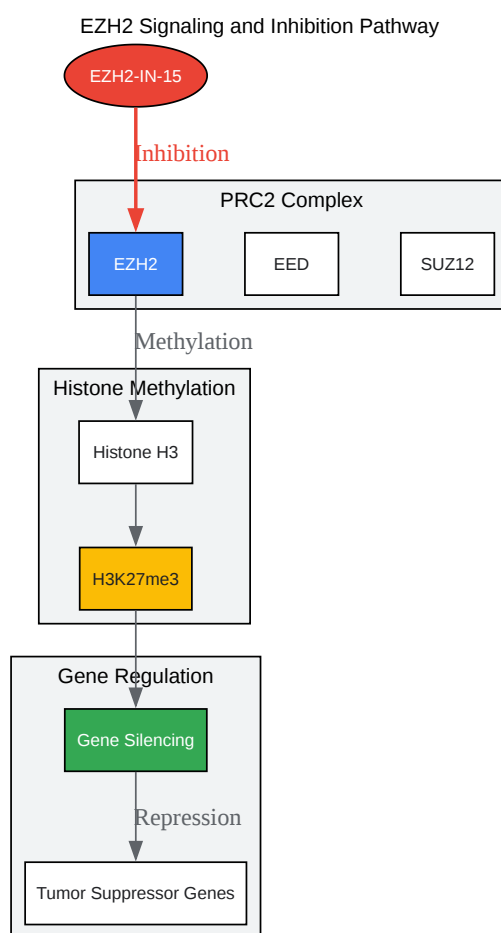 EZH2 Signaling and Inhibition Pathway
EZH2-IN-15
Inhibition
PRC2 Complex
EZH2
EED
SUZ12
Methylation
Histone Methylation
Histone H3
H3K27me3
Gene Regulation
Gene Silencing
Repression
Tumor Suppressor Genes